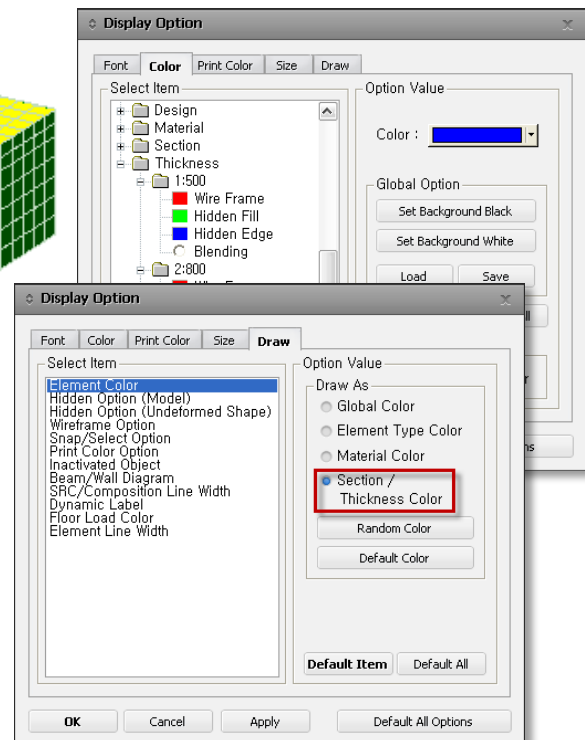 Display Option
Font Color Print Color Size Draw
Select Item
Design
Material
Section
Thickness
1:500
Wire Frame
Hidden Fill
Hidden Edge
Blending
2:800
Option Value
Color :
Global Option
Set Background Black
Set Background White
Load Save
Display Option
Font Color Print Color Size Draw
Select Item
Element Color
Hidden Option (Model)
Hidden Option (Undeformed Shape)
Wireframe Option
Snap/Select Option
Print Color Option
Inactivated Object
Beam/Wall Diagram
SRC/Composition Line Width
Dynamic Label
Floor Load Color
Element Line Width
Option Value
Draw As
Global Color
Element Type Color
Material Color
Section /
Thickness Color
Random Color
Default Color
Default Item Default All
OK Cancel Apply Default All Options